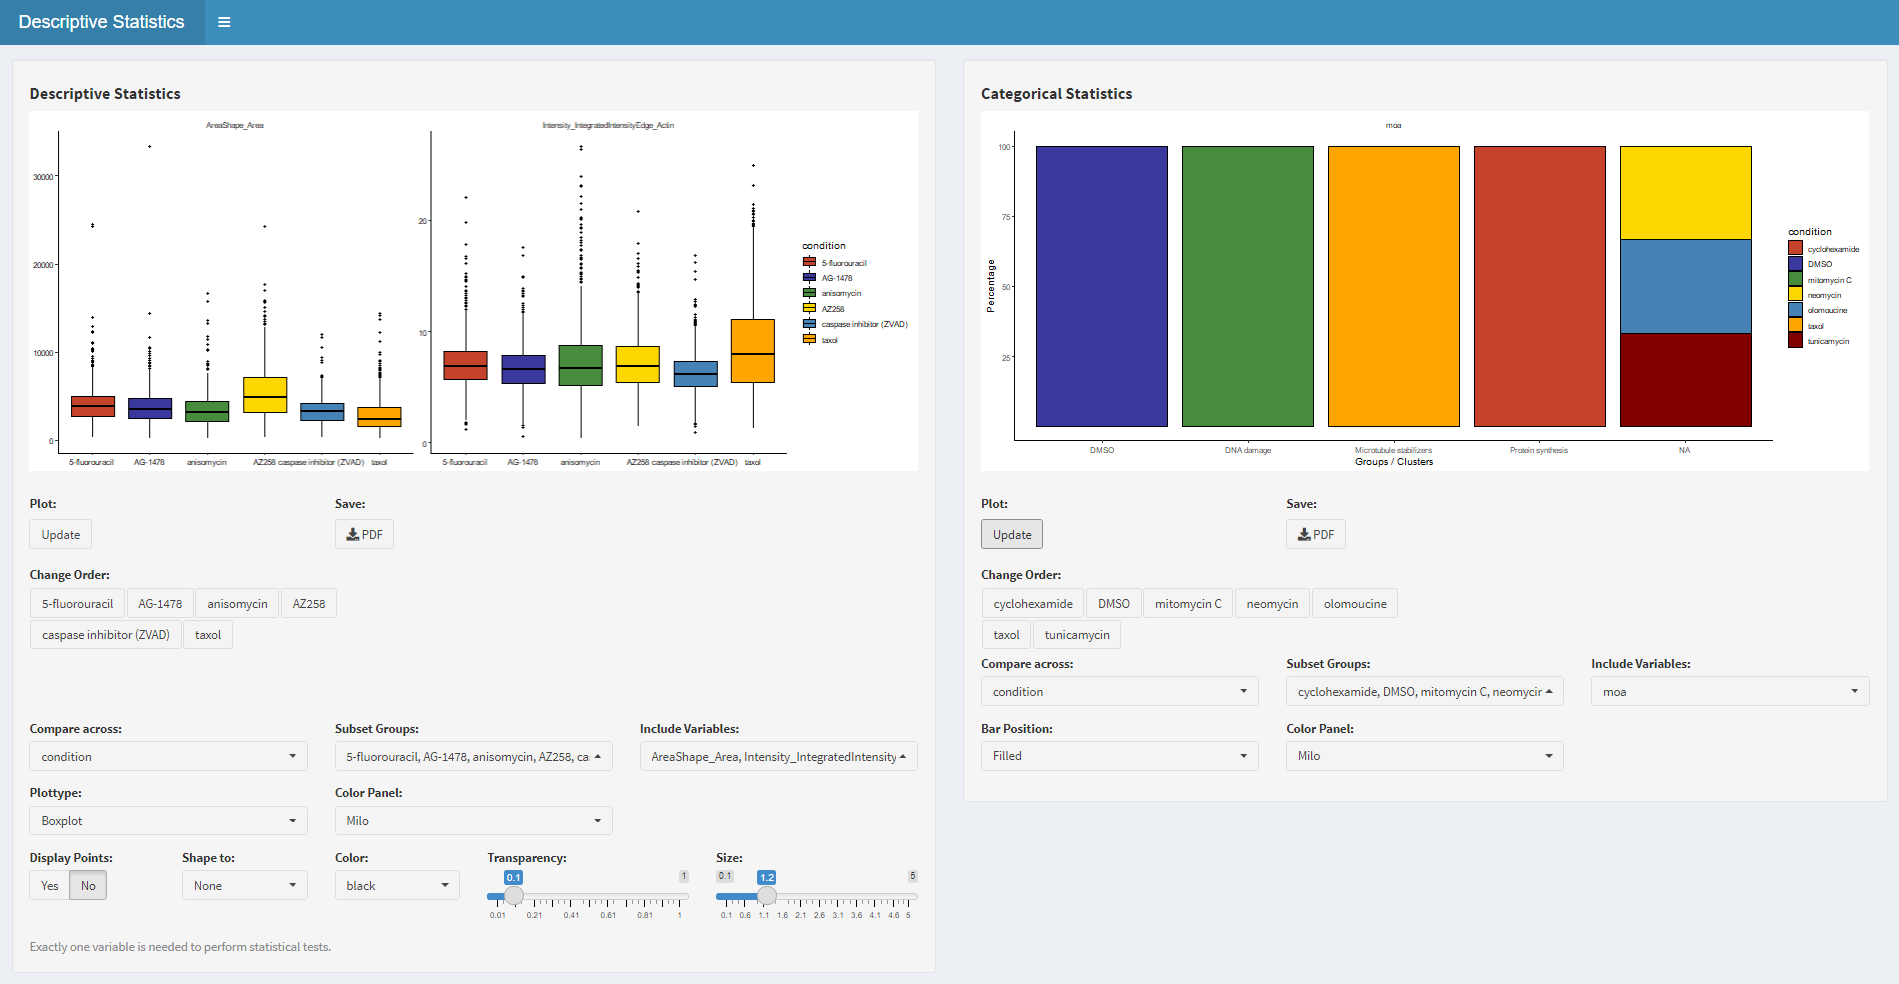 Descriptive Statistics
Descriptive Statistics
AreaShape_Area
Intensity_IntegratedIntensityEdge_Actin
30000
20000
10000
0
20
10
0
5-fluorouracil
AG-1478
anisomycin
AZ258
caspase inhibitor (ZVAD)
taxol
5-fluorouracil
AG-1478
anisomycin
AZ258
caspase inhibitor (ZVAD)
taxol
condition
5-fluorouracil
AG-1478
anisomycin
AZ258
caspase inhibitor (ZVAD)
taxol
Plot:
Save:
Update
PDF
Change Order:
5-fluorouracil
AG-1478
anisomycin
AZ258
caspase inhibitor (ZVAD)
taxol
Compare across:
Subset Groups:
Include Variables:
condition
5-fluorouracil, AG-1478, anisomycin, AZ258, ca
AreaShape_Area, Intensity_IntegratedIntensity
Plottype:
Color Panel:
Boxplot
Milo
Display Points:
Shape to:
Color:
Transparency:
Size:
Yes
No
None
black
0.1
1
0.01 0.21 0.41 0.61 0.81 1
0.1
1.2
5
0.1 0.6 1.1 1.6 2.1 2.6 3.1 3.6 4.1 4.6 5
Exactly one variable is needed to perform statistical tests.
Categorical Statistics
moa
Percentage
100
75
50
25
DMSO
DNA damage
Microtubule stabilizers
Protein synthesis
NA
Groups / Clusters
condition
cyclohexamide
DMSO
mitomycin C
neomycin
olomoucine
taxol
tunicamycin
Plot:
Save:
Update
PDF
Change Order:
cyclohexamide
DMSO
mitomycin C
neomycin
olomoucine
taxol
tunicamycin
Compare across:
Subset Groups:
Include Variables:
condition
cyclohexamide, DMSO, mitomycin C, neomycir
moa
Bar Position:
Color Panel:
Filled
Milo